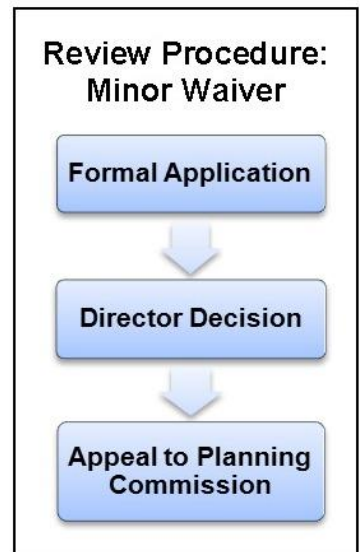 Review Procedure:
Minor Waiver
Formal Application
Director Decision
Appeal to Planning
Commission